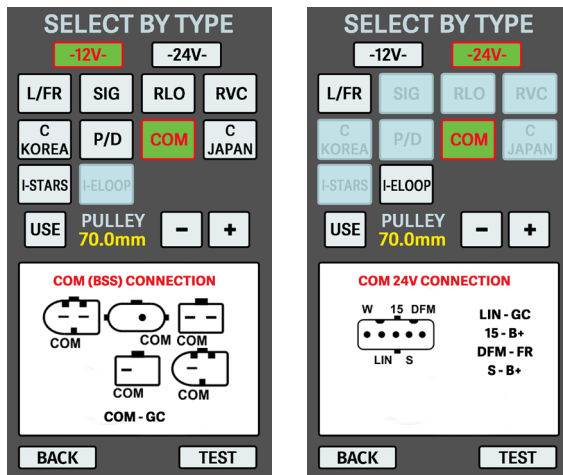 SELECT BY TYPE
-12V- -24V-
L/FR SIG RLO RVC
C KOREA P/D COM C JAPAN
I-STARS I-ELOOP
USE PULLEY 70.0mm - +
COM (BSS) CONNECTION
COM COM COM
COM COM
COM - GC
BACK TEST
SELECT BY TYPE
-12V- -24V-
L/FR SIG RLO RVC
C KOREA P/D COM C JAPAN
I-STARS I-ELOOP
USE PULLEY 70.0mm - +
COM 24V CONNECTION
W 15 DFM
LIN S
LIN - GC
15 - B+
DFM - FR
S - B+
BACK TEST